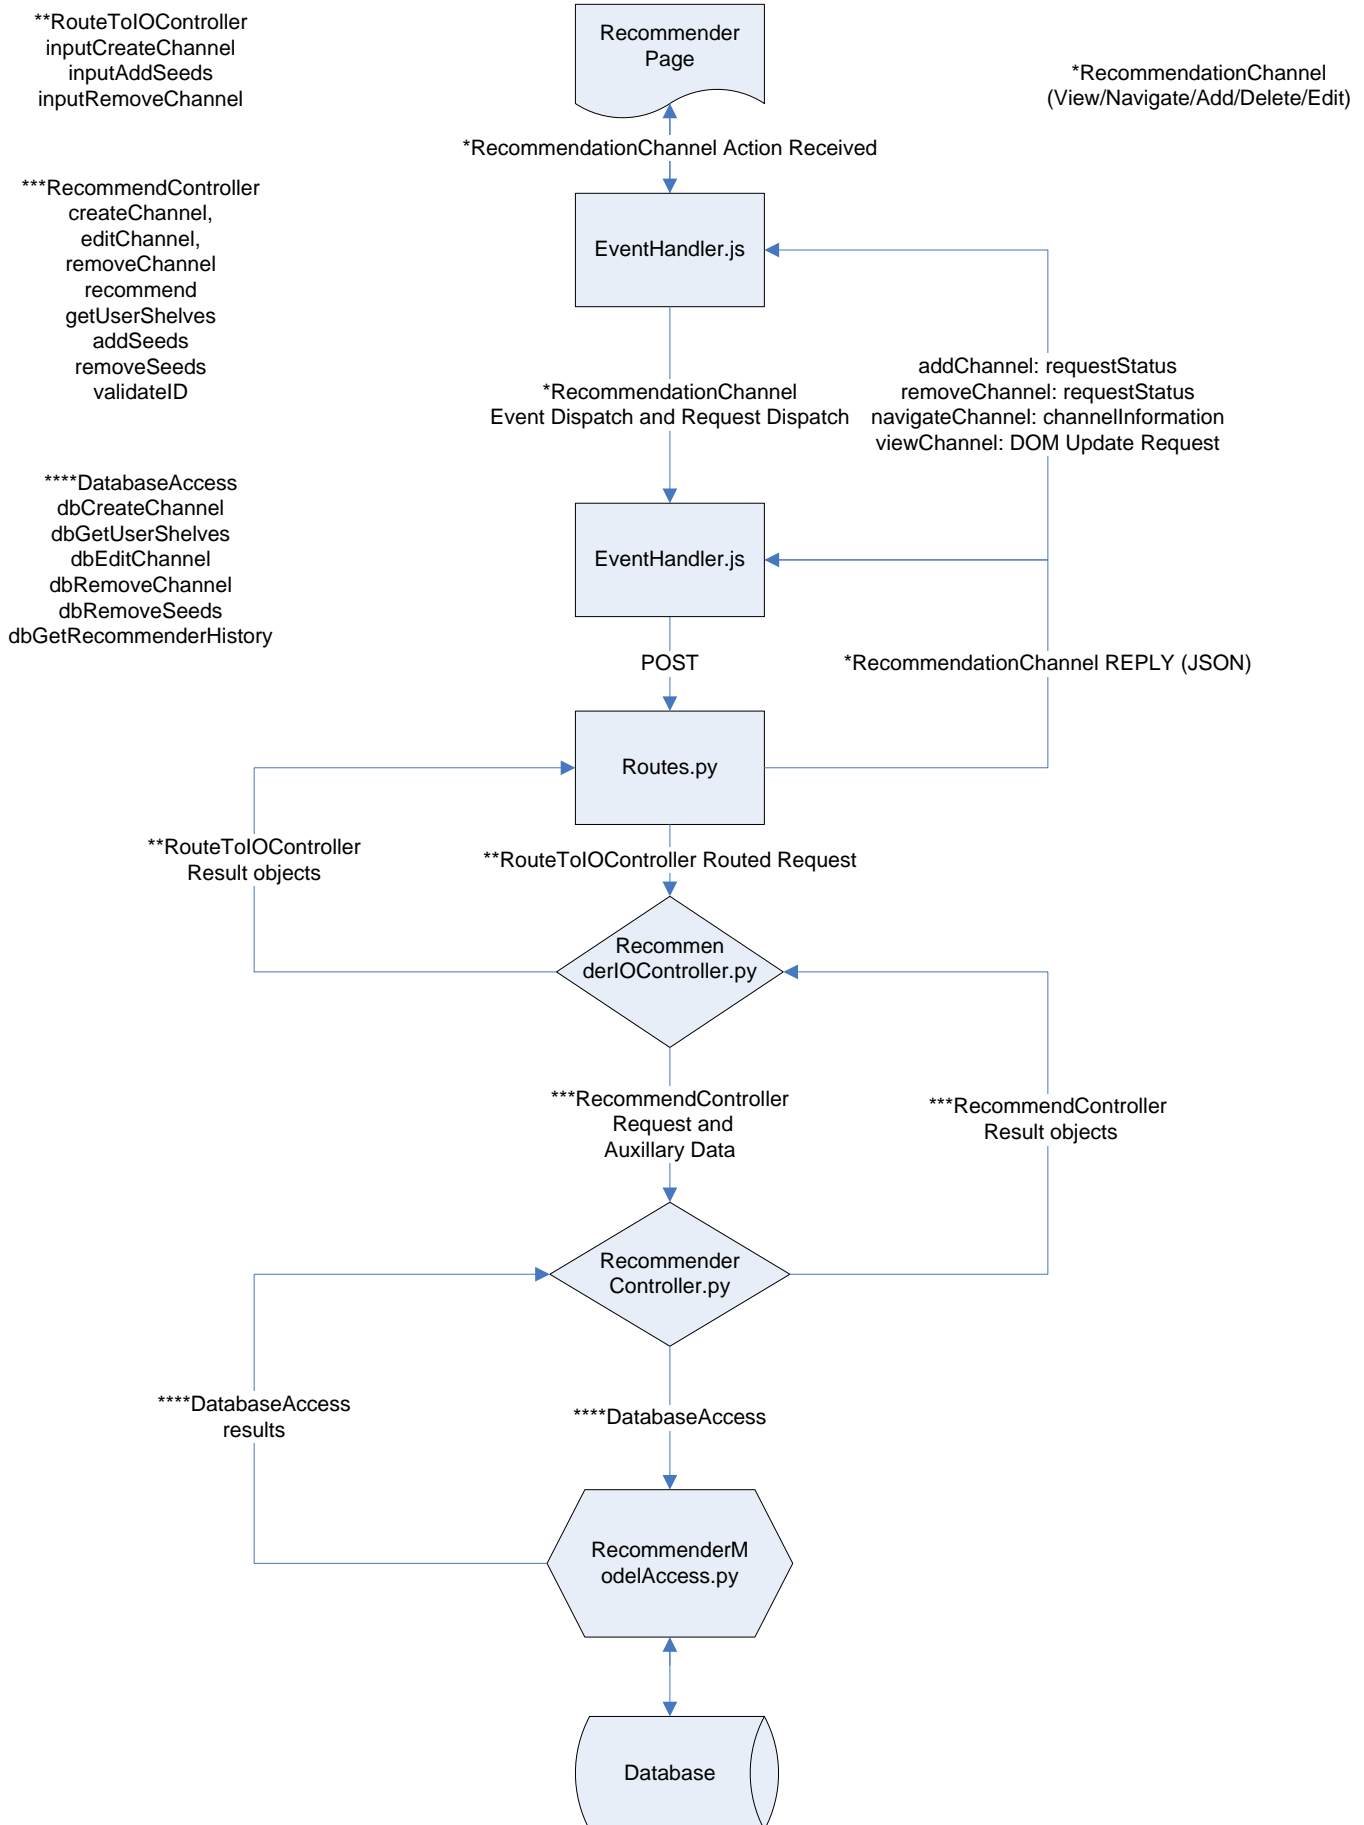 **RouteToIOController
inputCreateChannel
inputAddSeeds
inputRemoveChannel
Recommender
Page
*RecommendationChannel
(View/Navigate/Add/Delete/Edit)
*RecommendationChannel Action Received
***RecommendController
createChannel,
editChannel,
removeChannel
recommend
getUserShelves
addSeeds
removeSeeds
validateID
EventHandler.js
addChannel: requestStatus
removeChannel: requestStatus
navigateChannel: channelInformation
viewChannel: DOM Update Request
*RecommendationChannel
Event Dispatch and Request Dispatch
****DatabaseAccess
dbCreateChannel
dbGetUserShelves
dbEditChannel
dbRemoveChannel
dbRemoveSeeds
dbGetRecommenderHistory
EventHandler.js
POST
*RecommendationChannel REPLY (JSON)
Routes.py
**RouteToIOController
Result objects
**RouteToIOController Routed Request
Recommen
derIOController.py
***RecommendController
Request and
Auxillary Data
***RecommendController
Result objects
Recommender
Controller.py
****DatabaseAccess
results
****DatabaseAccess
RecommenderM
odelAccess.py
Database